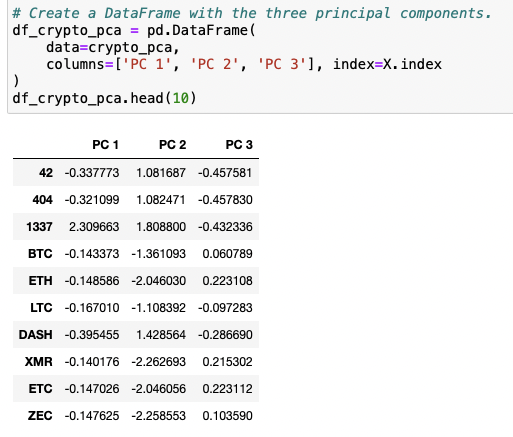 # Create a DataFrame with the three principal components.
df_crypto_pca = pd.DataFrame(
    data=crypto_pca,
    columns=['PC 1', 'PC 2', 'PC 3'], index=X.index
)
df_crypto_pca.head(10)
PC 1 PC 2 PC 3
42 -0.337773 1.081687 -0.457581
404 -0.321099 1.082471 -0.457830
1337 2.309663 1.808800 -0.432336
BTC -0.143373 -1.361093 0.060789
ETH -0.148586 -2.046030 0.223108
LTC -0.167010 -1.108392 -0.097283
DASH -0.395455 1.428564 -0.286690
XMR -0.140176 -2.262693 0.215302
ETC -0.147026 -2.046056 0.223112
ZEC -0.147625 -2.258553 0.103590